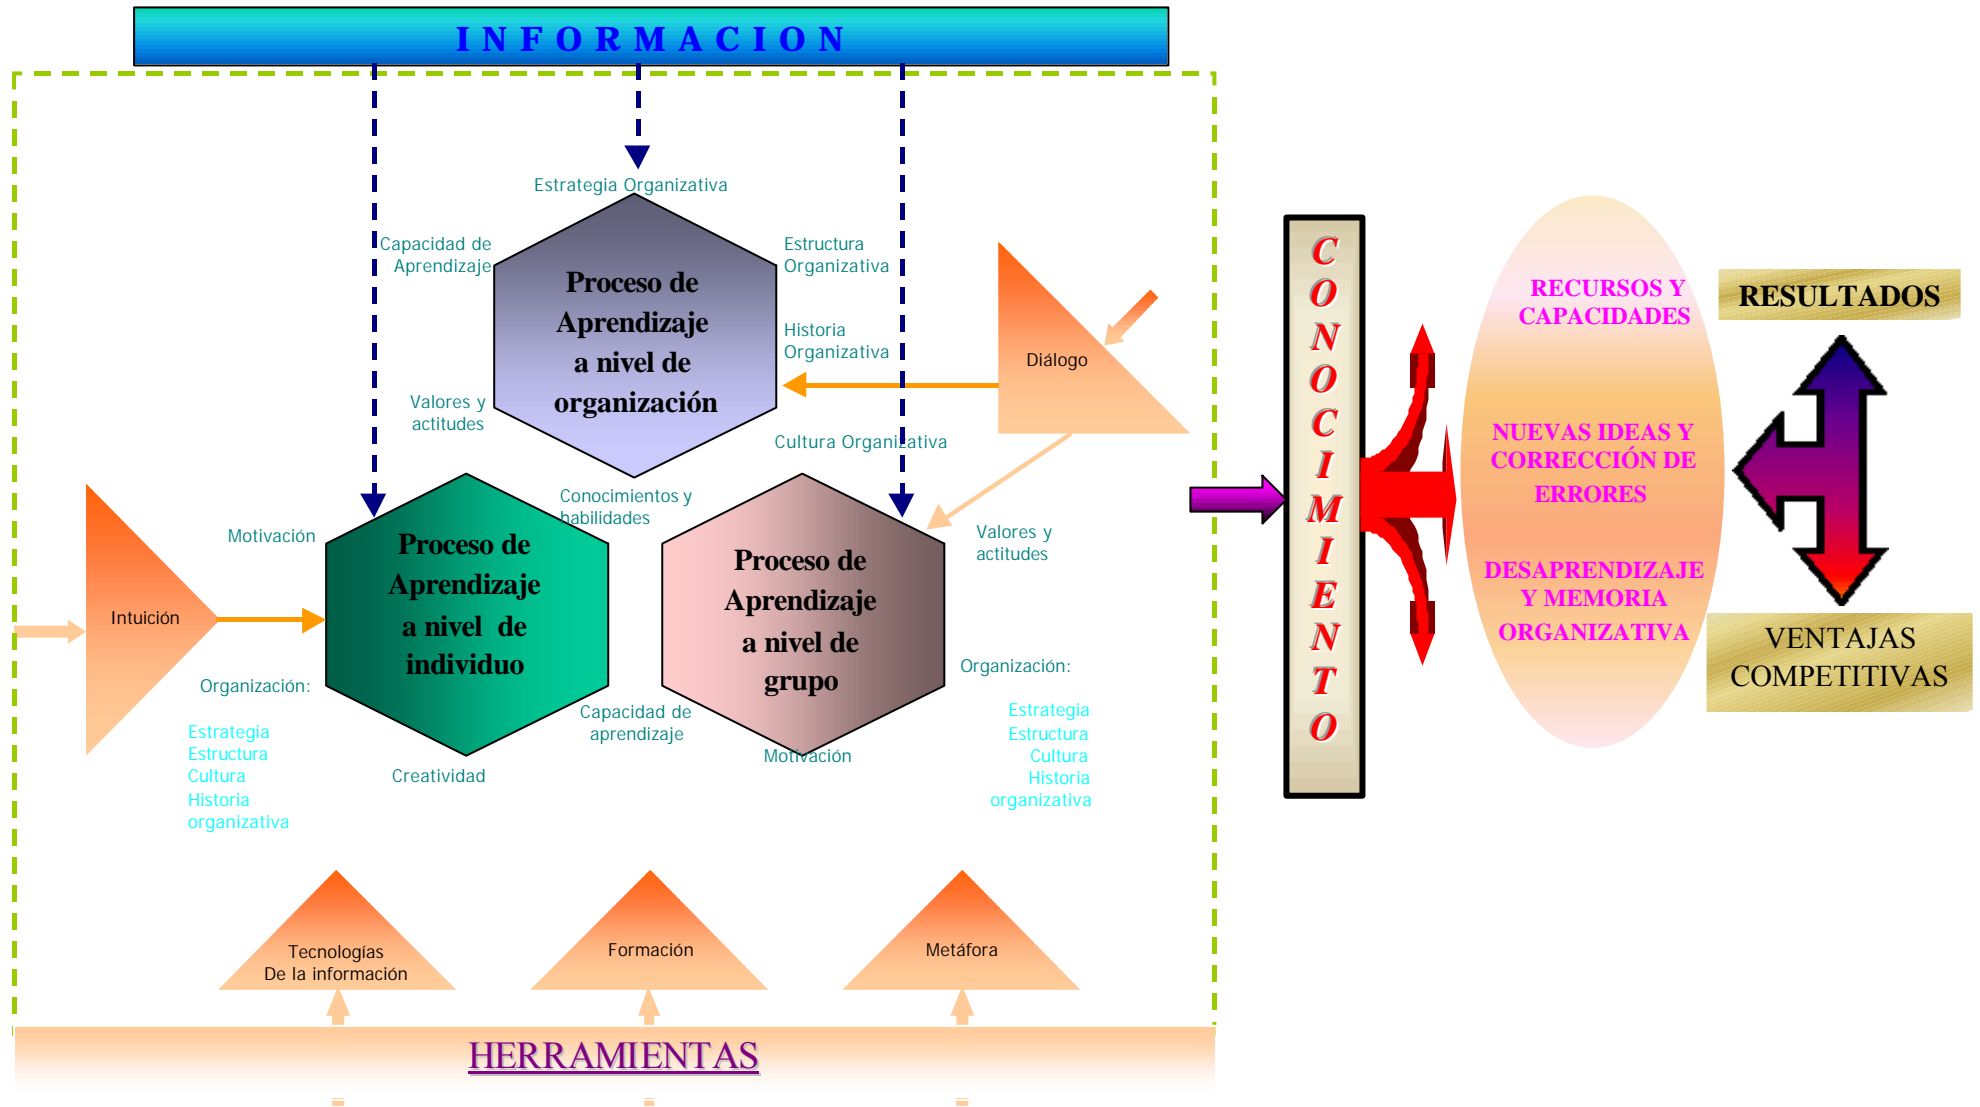 I N F O R M A C I O N
Estrategia Organizativa
Capacidad de
Aprendizaje
Estructura
Organizativa
Proceso de
Aprendizaje
a nivel de
organización
Historia
Organizativa
Diálogo
Valores y
actitudes
Cultura Organizativa
Conocimientos y
habilidades
Motivación
Proceso de
Aprendizaje
a nivel  de
individuo
Proceso de
Aprendizaje
a nivel de
grupo
Valores y
actitudes
Intuición
Organización:
Estrategia
Estructura
Cultura
Historia
organizativa
Creatividad
Capacidad de
aprendizaje
Motivación
Organización:
Estrategia
Estructura
Cultura
Historia
organizativa
Tecnologías
De la información
Formación
Metáfora
HERRAMIENTAS
C
O
N
O
C
I
M
I
E
N
T
O
RECURSOS Y
CAPACIDADES
NUEVAS IDEAS Y
CORRECCIÓN DE
ERRORES
DESAPRENDIZAJE
Y MEMORIA
ORGANIZATIVA
RESULTADOS
VENTAJAS
COMPETITIVAS